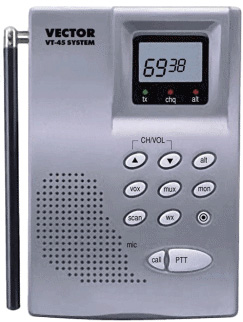 VECTOR
VT-45 SYSTEM
6938
tx chq alt
CH/VOL
▲ ▼ alt
vox mux mon
scan wx
mic
call PTT